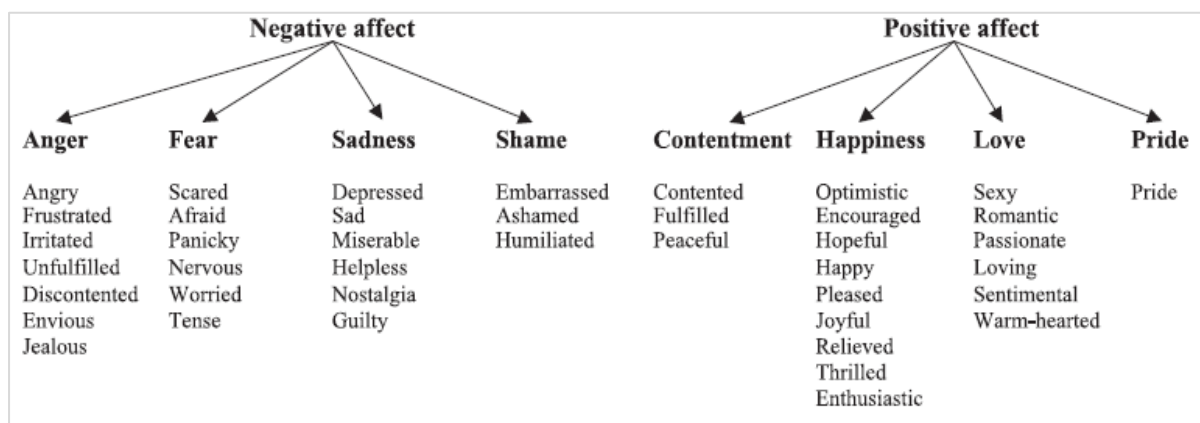 Negative affect Positive affect
Anger Fear Sadness Shame Contentment Happiness Love Pride
Angry Scared Depressed Embarrassed Contented Optimistic Sexy Pride
Frustrated Afraid Sad Ashamed Fulfilled Encouraged Romantic
Irritated Panicky Miserable Humiliated Peaceful Hopeful Passionate
Unfulfilled Nervous Helpless Happy Loving
Discontented Worried Nostalgia Pleased Sentimental
Envious Tense Guilty Joyful Warm-hearted
Jealous Relieved
Thrilled
Enthusiastic